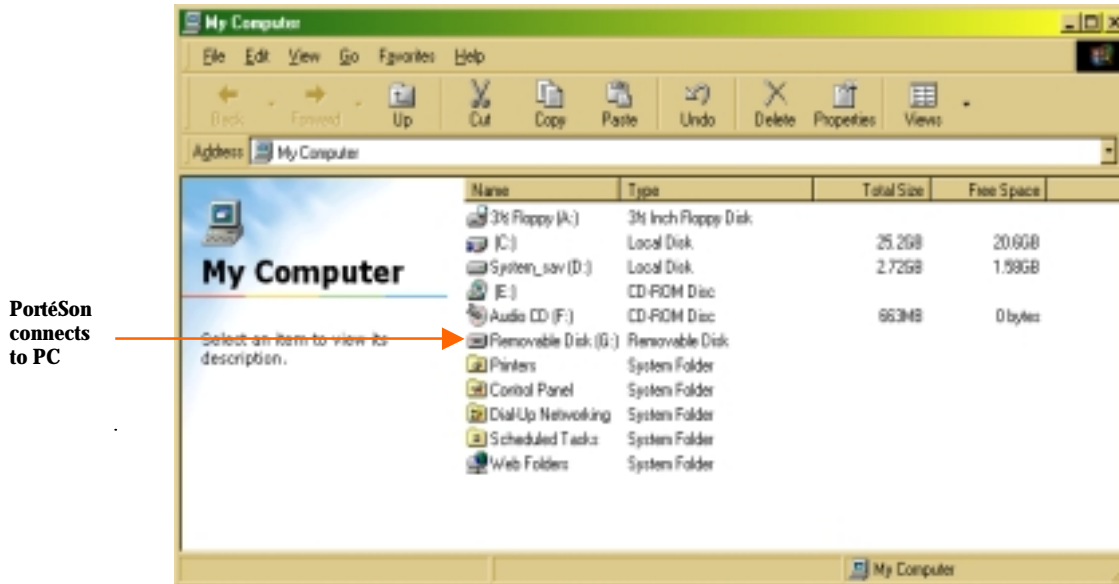 My Computer
File Edit View Go Favorites Help
Back Forward Up Cut Copy Paste Undo Delete Properties Views
Address My Computer
Name Type Total Size Free Space
3½ Floppy (A:) 3½ Inch Floppy Disk
(C:) Local Disk 25.2GB 20.6GB
System_sav (D:) Local Disk 2.72GB 1.98GB
(E:) CD-ROM Disc
Audio CD (F:) CD-ROM Disc 663MB 0 bytes
Removable Disk (G:) Removable Disk
Printers System Folder
Control Panel System Folder
Dial-Up Networking System Folder
Scheduled Tasks System Folder
Web Folders System Folder
My Computer
Select an item to view its
description.
PortéSon
connects
to PC
.
My Computer